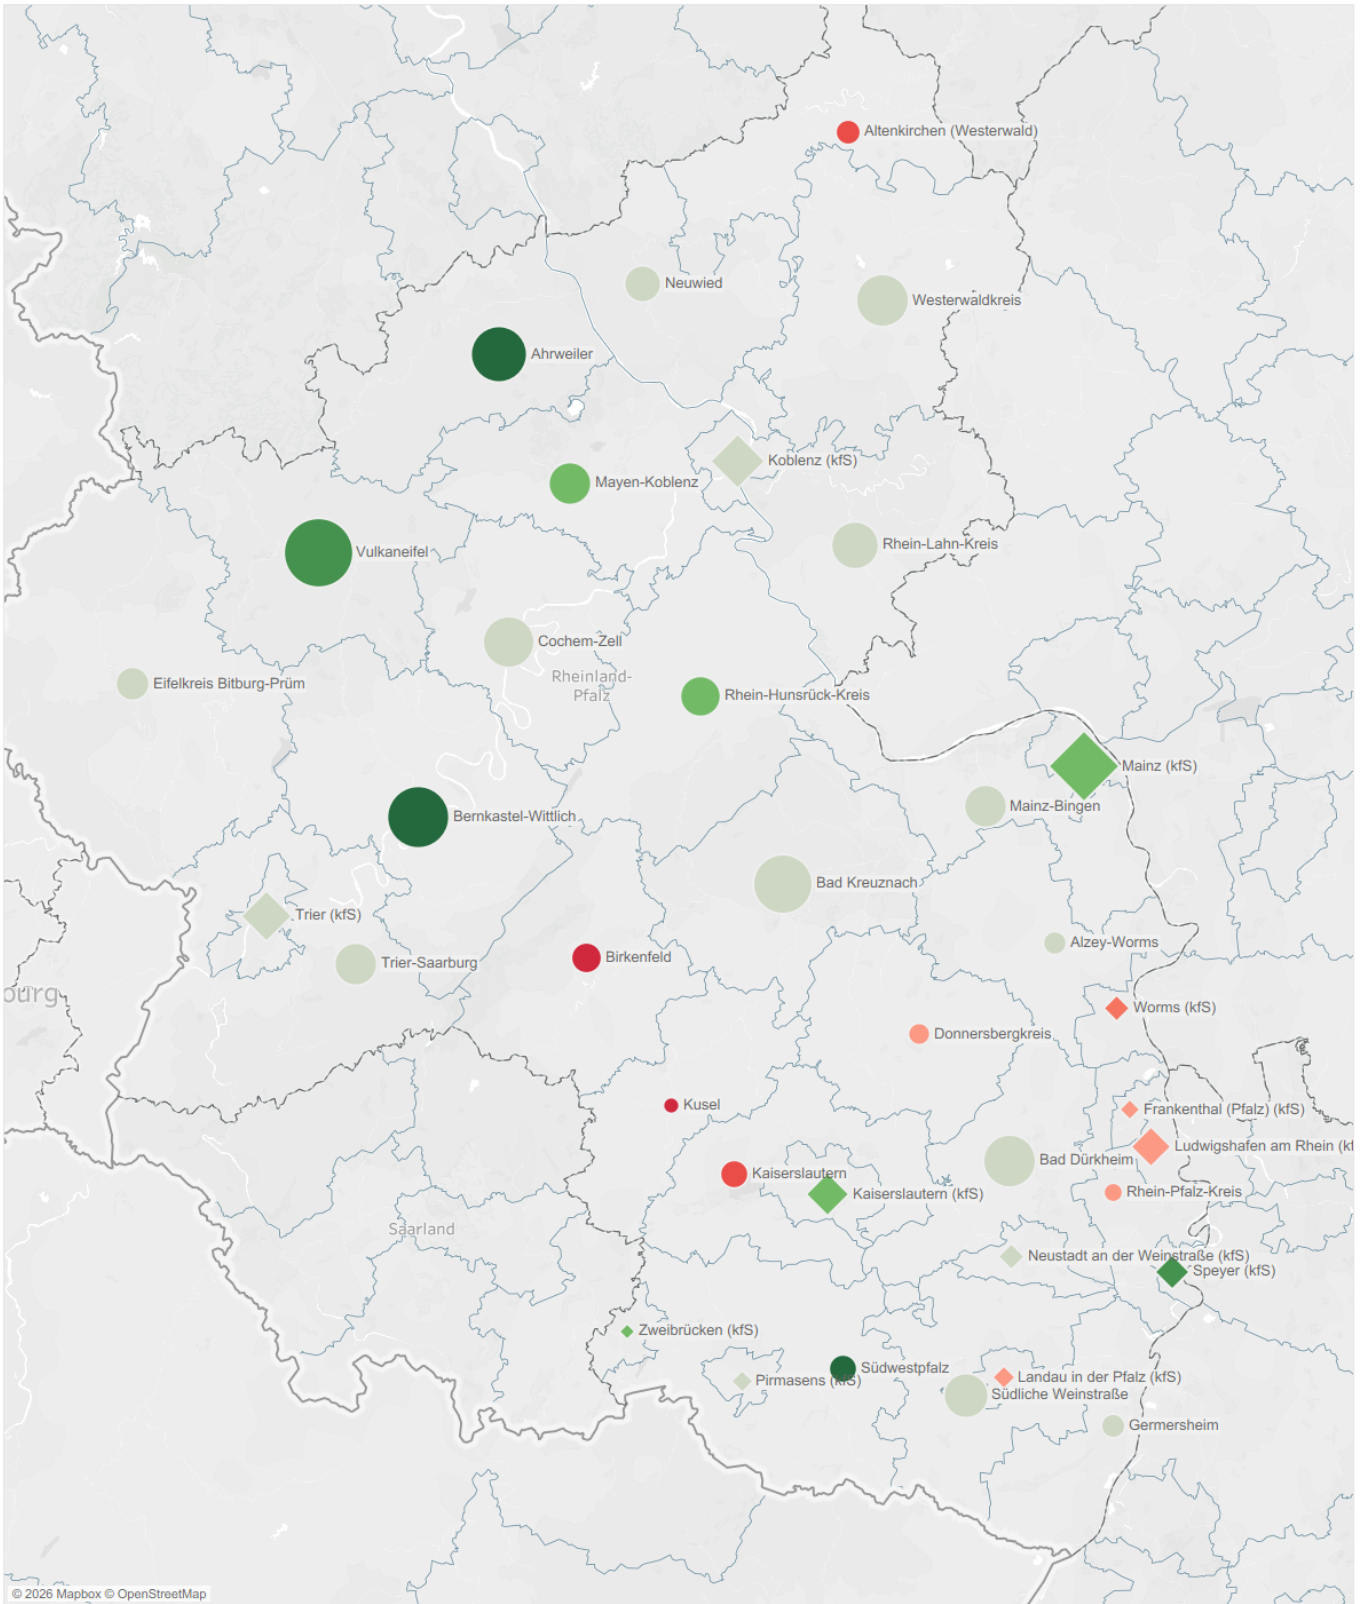 Altenkirchen (Westerwald)
Neuwied
Westerwaldkreis
Ahrweiler
Koblenz (kfS)
Mayen-Koblenz
Rhein-Lahn-Kreis
Vulkaneifel
Cochem-Zell
Rheinland-
Pfalz
Eifelkreis Bitburg-Prüm
Rhein-Hunsrück-Kreis
Mainz (kfS)
Mainz-Bingen
Bernkastel-Wittlich
Bad Kreuznach
Trier (kfS)
Alzey-Worms
Birkenfeld
Trier-Saarburg
burg
Worms (kfS)
Donnersbergkreis
Kusel
Frankenthal (Pfalz) (kfS)
Ludwigshafen am Rhein (kf
Bad Dürkheim
Kaiserslautern
Rhein-Pfalz-Kreis
Kaiserslautern (kfS)
Saarland
Neustadt an der Weinstraße (kfS)
Speyer (kfS)
Zweibrücken (kfS)
Südwestpfalz
Landau in der Pfalz (kfS)
Pirmasens (kfS)
Südliche Weinstraße
Germersheim
© 2026 Mapbox © OpenStreetMap